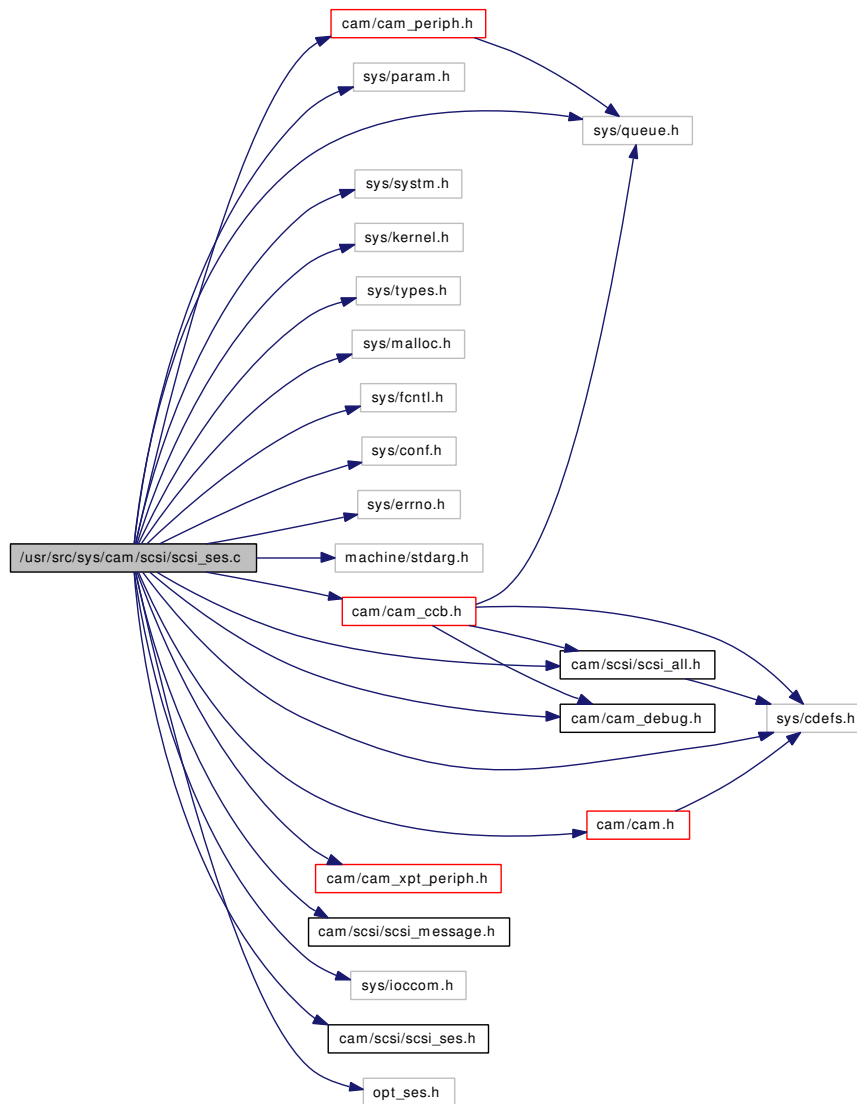 cam/cam_periph.h
sys/param.h
sys/queue.h
sys/systm.h
sys/kernel.h
sys/types.h
sys/malloc.h
sys/fcntl.h
sys/conf.h
sys/errno.h
/usr/src/sys/cam/scsi/scsi_ses.c
machine/stdarg.h
cam/cam_ccb.h
cam/scsi/scsi_all.h
cam/cam_debug.h
sys/cdefs.h
cam/cam.h
cam/cam_xpt_periph.h
cam/scsi/scsi_message.h
sys/ioccom.h
cam/scsi/scsi_ses.h
opt_ses.h